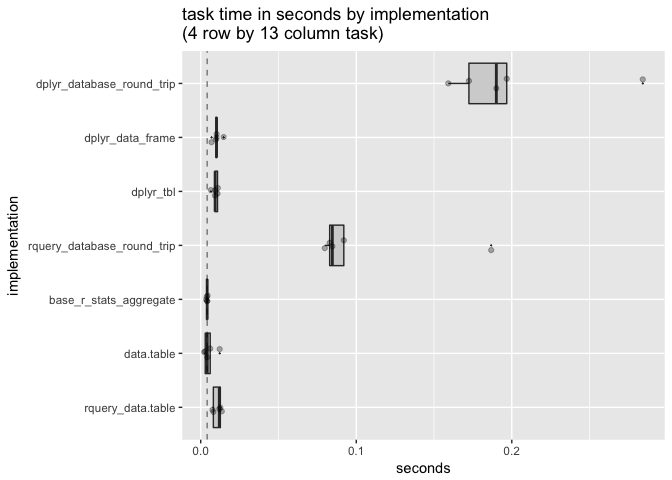 task time in seconds by implementation
(4 row by 13 column task)
implementation
dplyr_database_round_trip
dplyr_data_frame
dplyr_tbl
rquery_database_round_trip
base_r_stats_aggregate
data.table
rquery_data.table
0.0
0.1
0.2
seconds